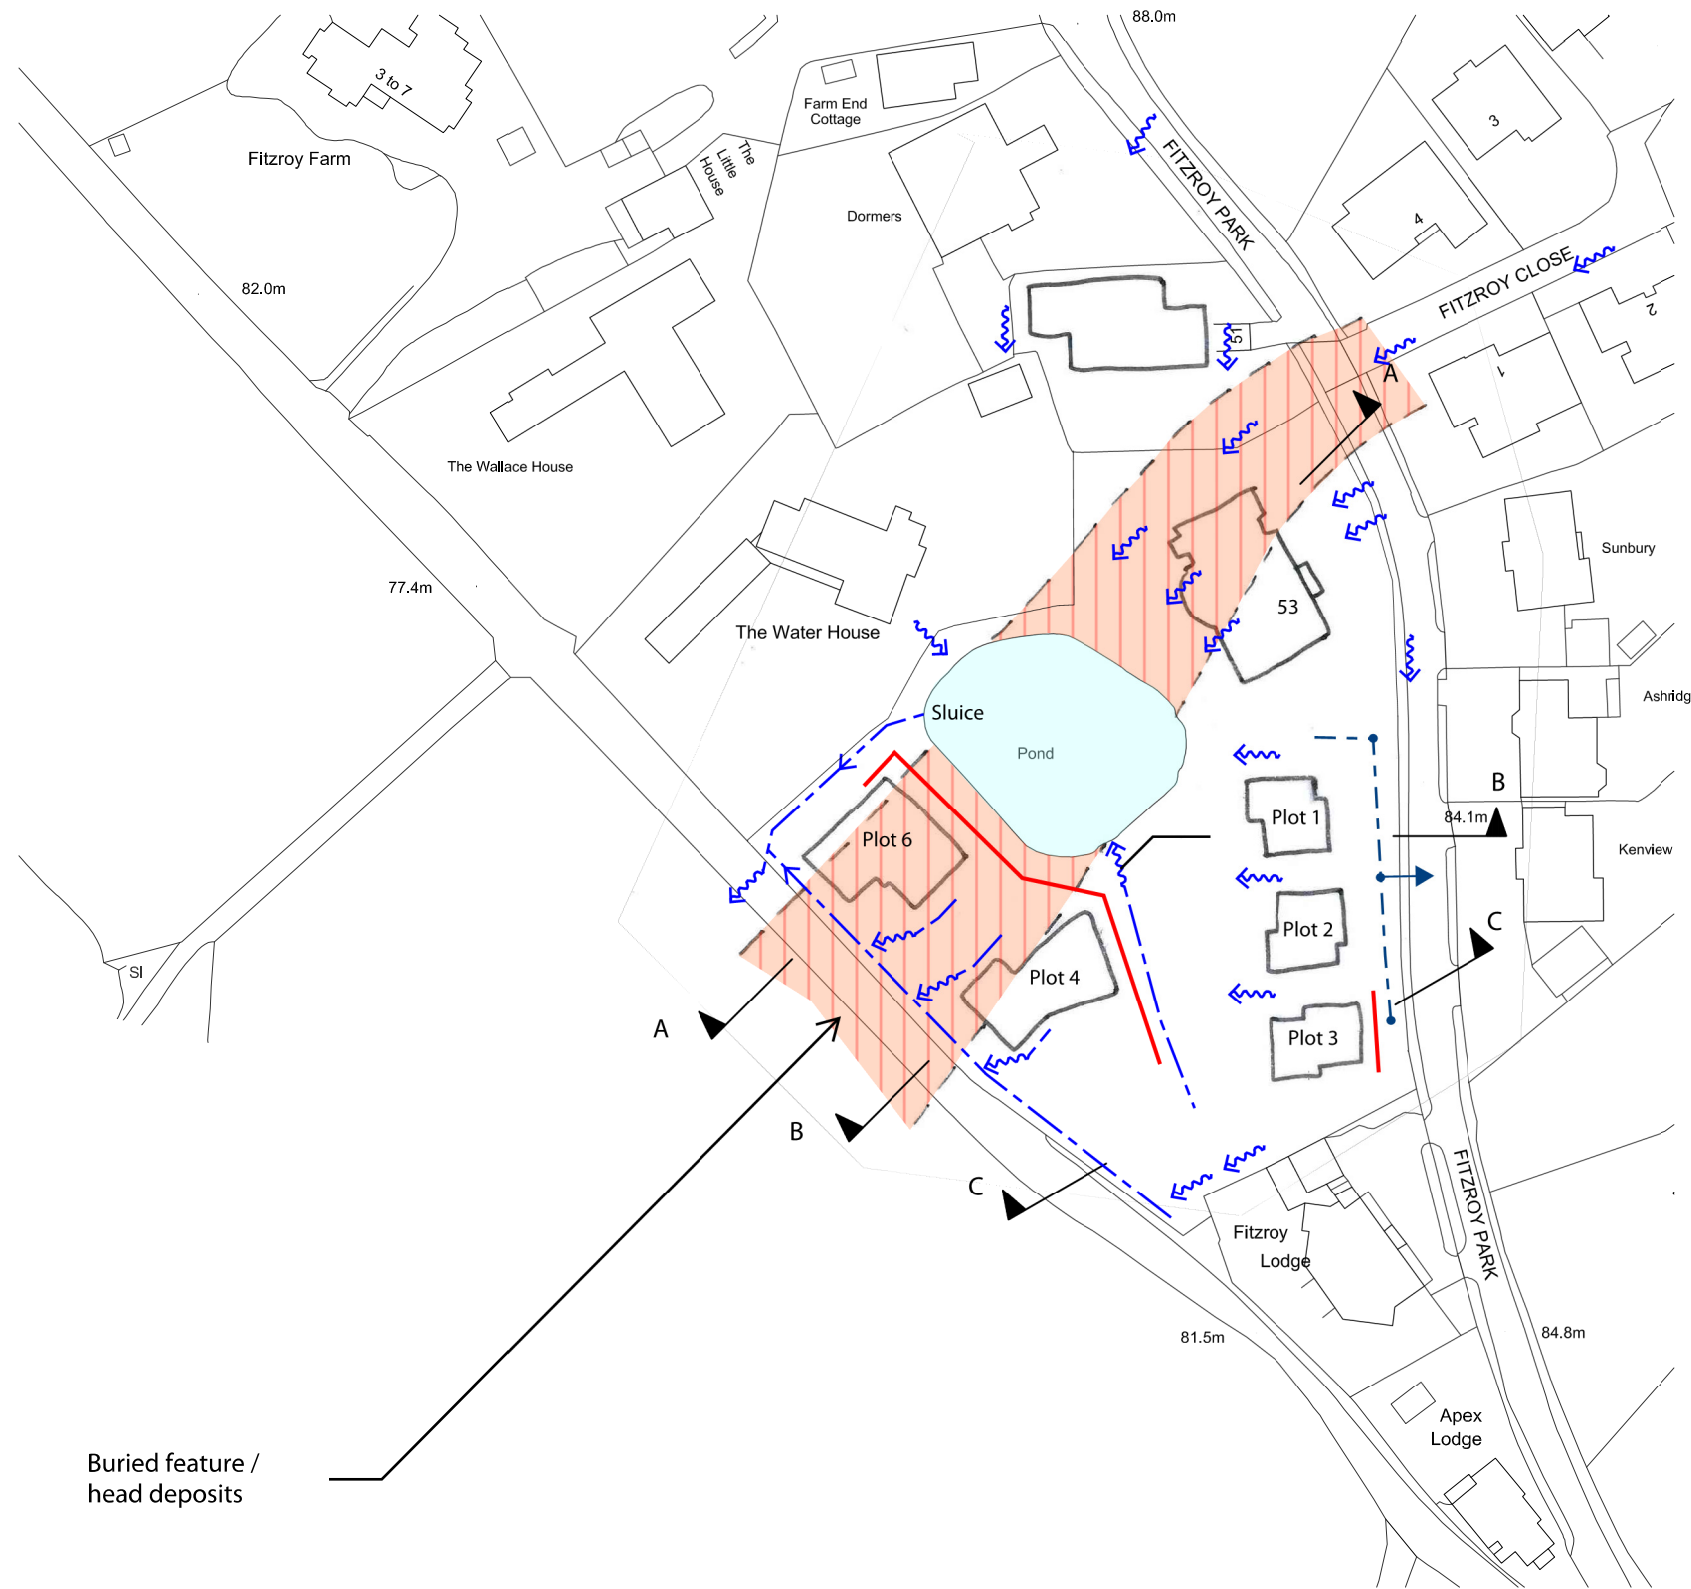 88.0m
3 to 7
Farm End
Cottage
3
Fitzroy Farm
The
Little
House
FITZROY PARK
Dormers
4
FITZROY CLOSE
82.0m
2
51
1
A
The Wallace House
Sunbury
77.4m
53
The Water House
Ashridg
Sluice
Pond
B
Plot 1
84.1m
Plot 6
Kenview
Plot 2
C
SI
Plot 4
A
Plot 3
B
C
FITZROY PARK
Fitzroy
Lodge
81.5m
84.8m
Apex
Lodge
Buried feature /
head deposits